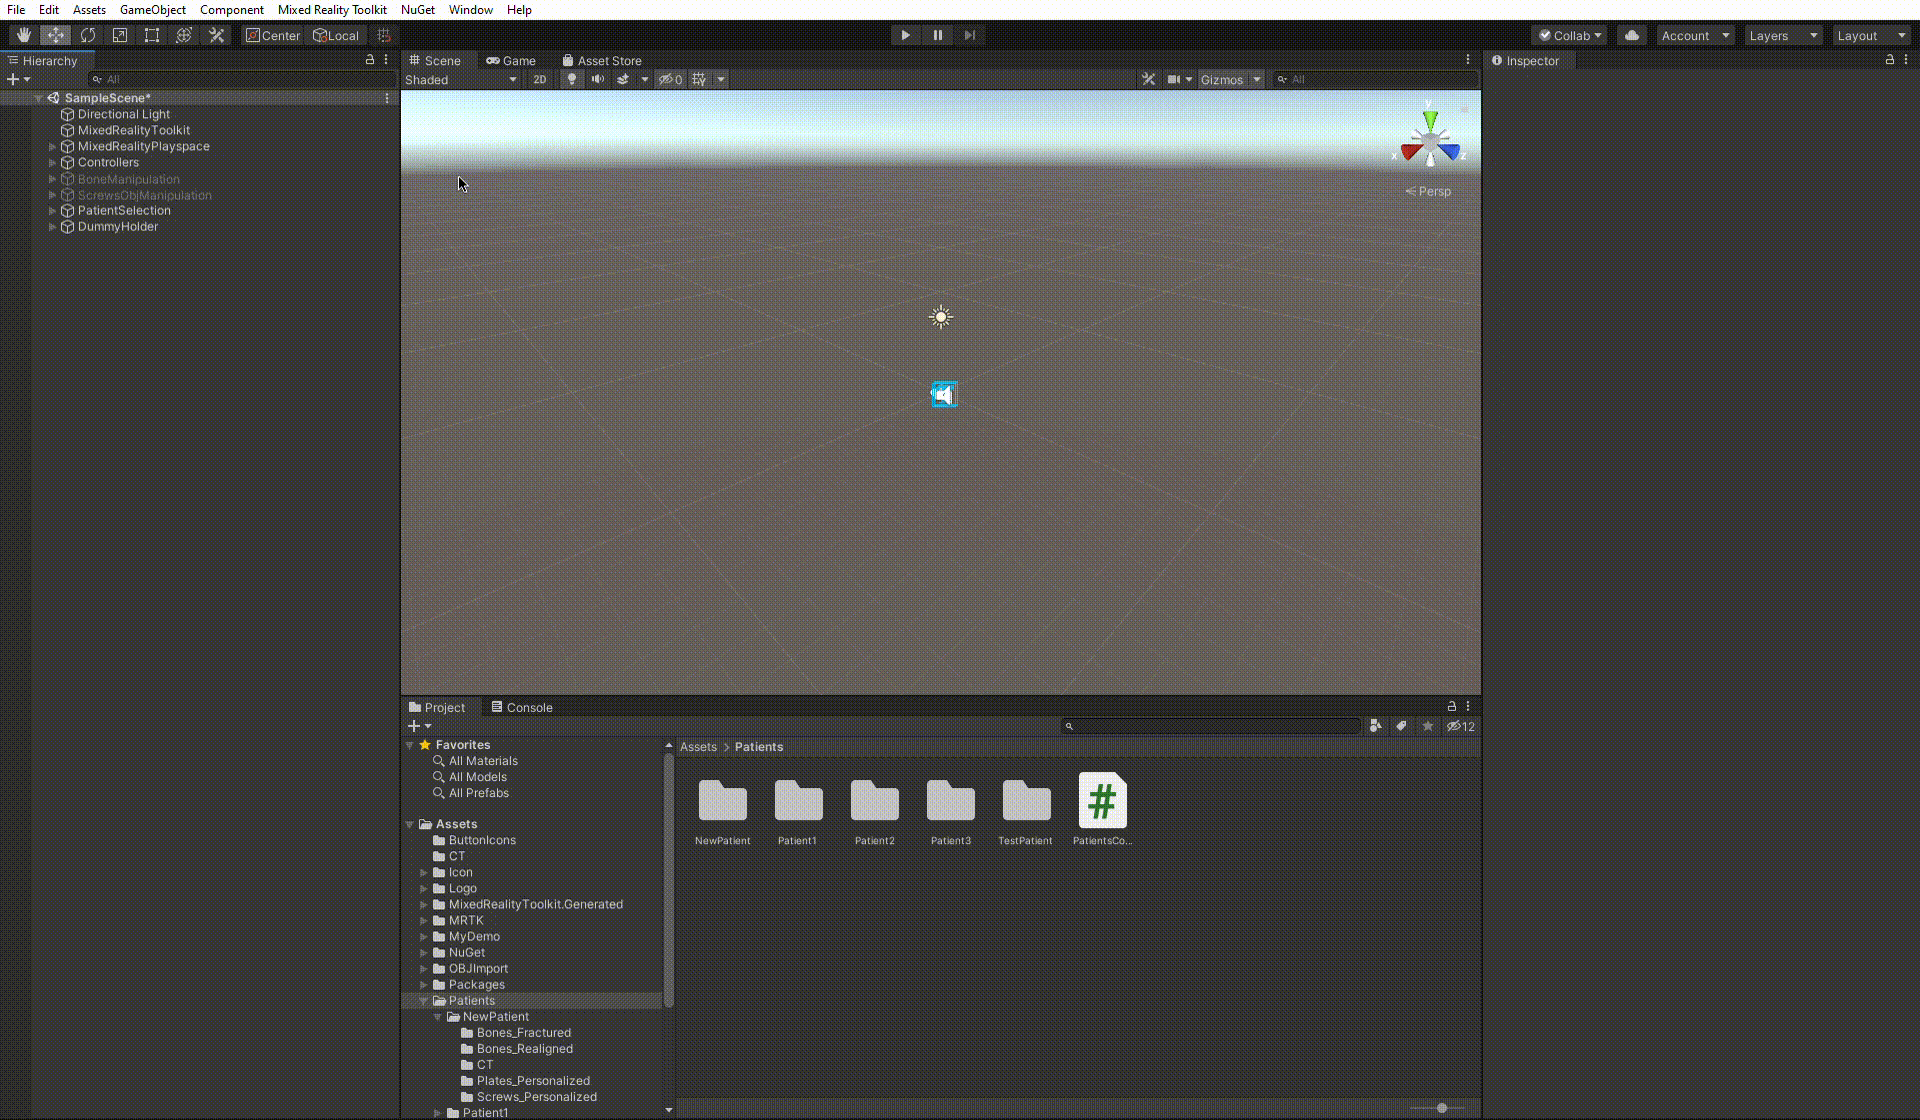 File Edit Assets GameObject Component Mixed Reality Toolkit NuGet Window Help
Center Local Collab Account Layers Layout
Hierarchy
All
SampleScene*
Directional Light
MixedRealityToolkit
MixedRealityPlayspace
Controllers
BoneManipulation
ScrewsObjManipulation
PatientSelection
DummyHolder
Scene Game Asset Store
Shaded 2D 0 Gizmos All
y
x z
Persp
Inspector
Project Console
12
Favorites
All Materials
All Models
All Prefabs
Assets
ButtonIcons
CT
Icon
Logo
MixedRealityToolkit.Generated
MRTK
MyDemo
NuGet
OBJImport
Packages
Patients
NewPatient
Bones_Fractured
Bones_Realigned
CT
Plates_Personalized
Screws_Personalized
Patient1
Assets > Patients
#
NewPatient Patient1 Patient2 Patient3 TestPatient PatientsCo...